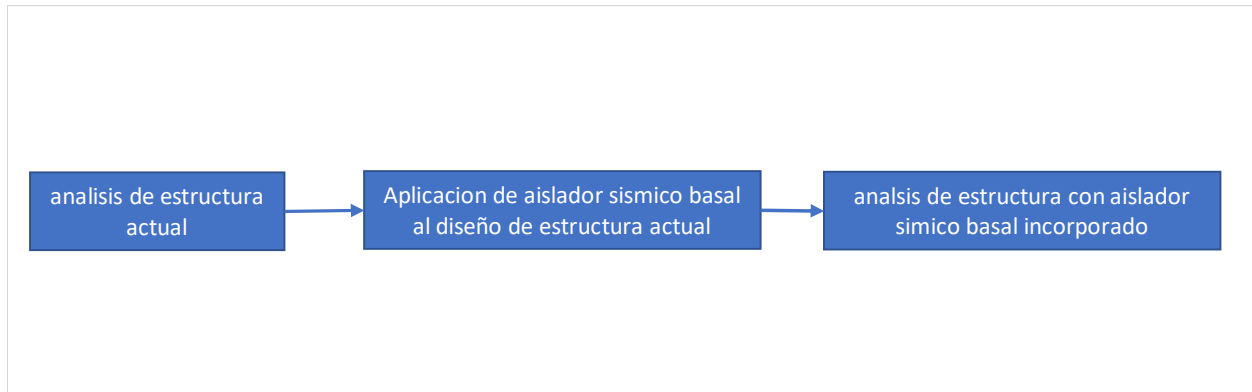 analisis de estructura
actual
Aplicacion de aislador sismico basal
al diseño de estructura actual
analsis de estructura con aislador
simico basal incorporado